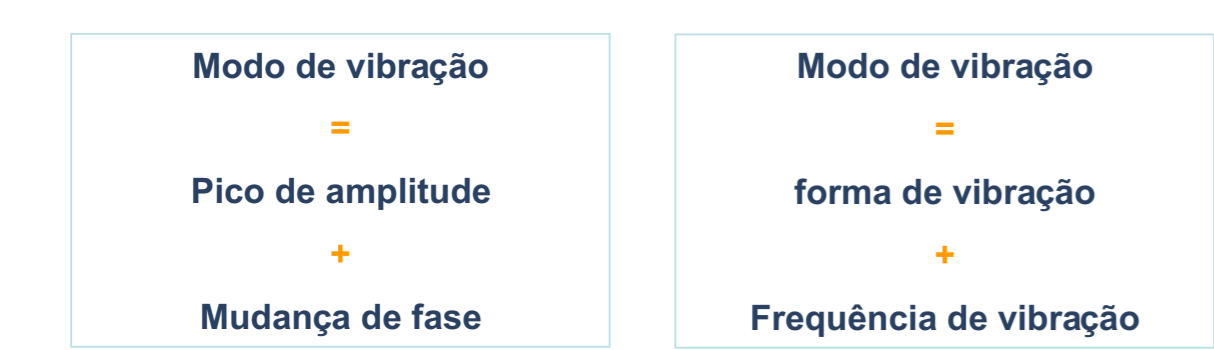 Modo de vibração
=
Pico de amplitude
+
Mudança de fase
Modo de vibração
=
forma de vibração
+
Frequência de vibração